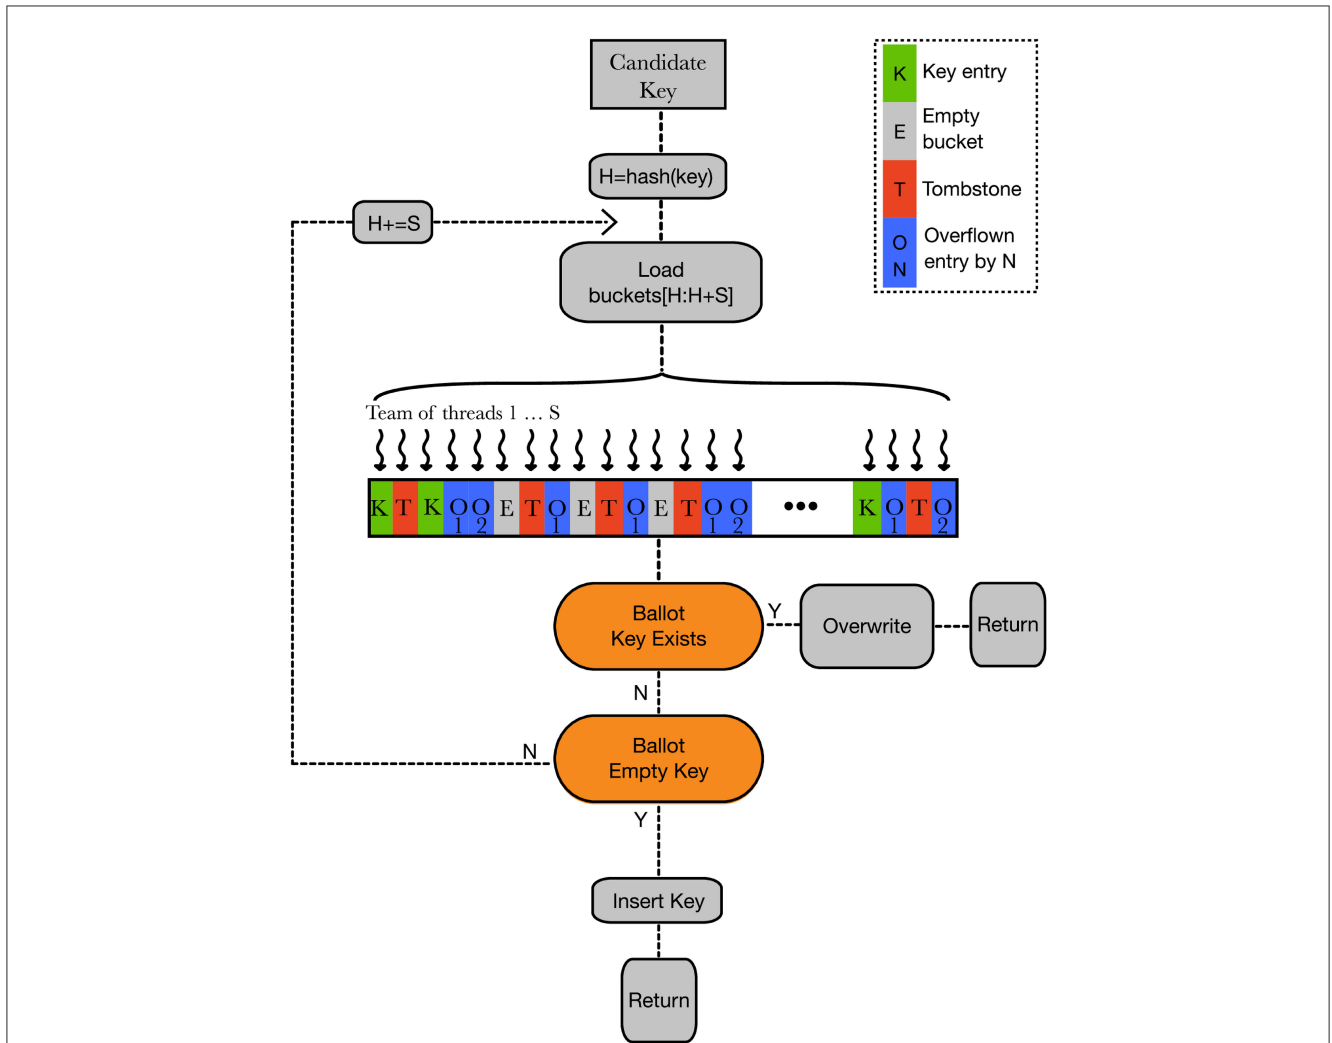 Candidate
Key
H=hash(key)
H+=S
Load
buckets[H:H+S]
K Key entry
E Empty
bucket
T Tombstone
O Overflown
N entry by N
Team of threads 1 ... S
K T K O O E T O E T O E T O O ••• K O T O
1 2 1 1 1 2 1 2
Ballot
Key Exists
Y
Overwrite
Return
N
Ballot
Empty Key
N
Y
Insert Key
Return